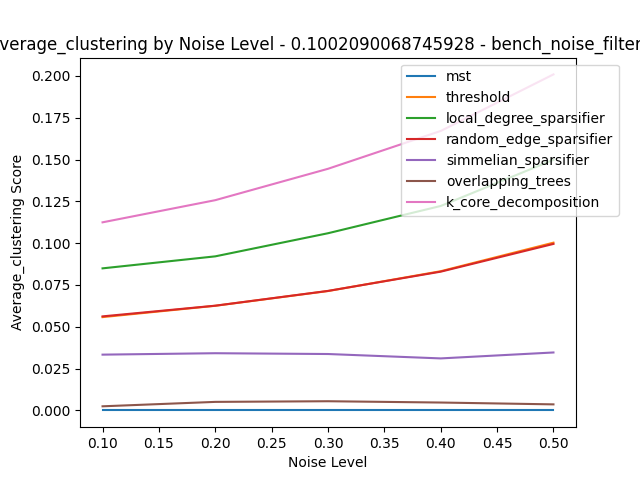 verage_clustering by Noise Level - 0.1002090068745928 - bench_noise_filter
mst
threshold
local_degree_sparsifier
random_edge_sparsifier
simmelian_sparsifier
overlapping_trees
k_core_decomposition
Average_clustering Score
0.200
0.175
0.150
0.125
0.100
0.075
0.050
0.025
0.000
0.10 0.15 0.20 0.25 0.30 0.35 0.40 0.45 0.50
Noise Level